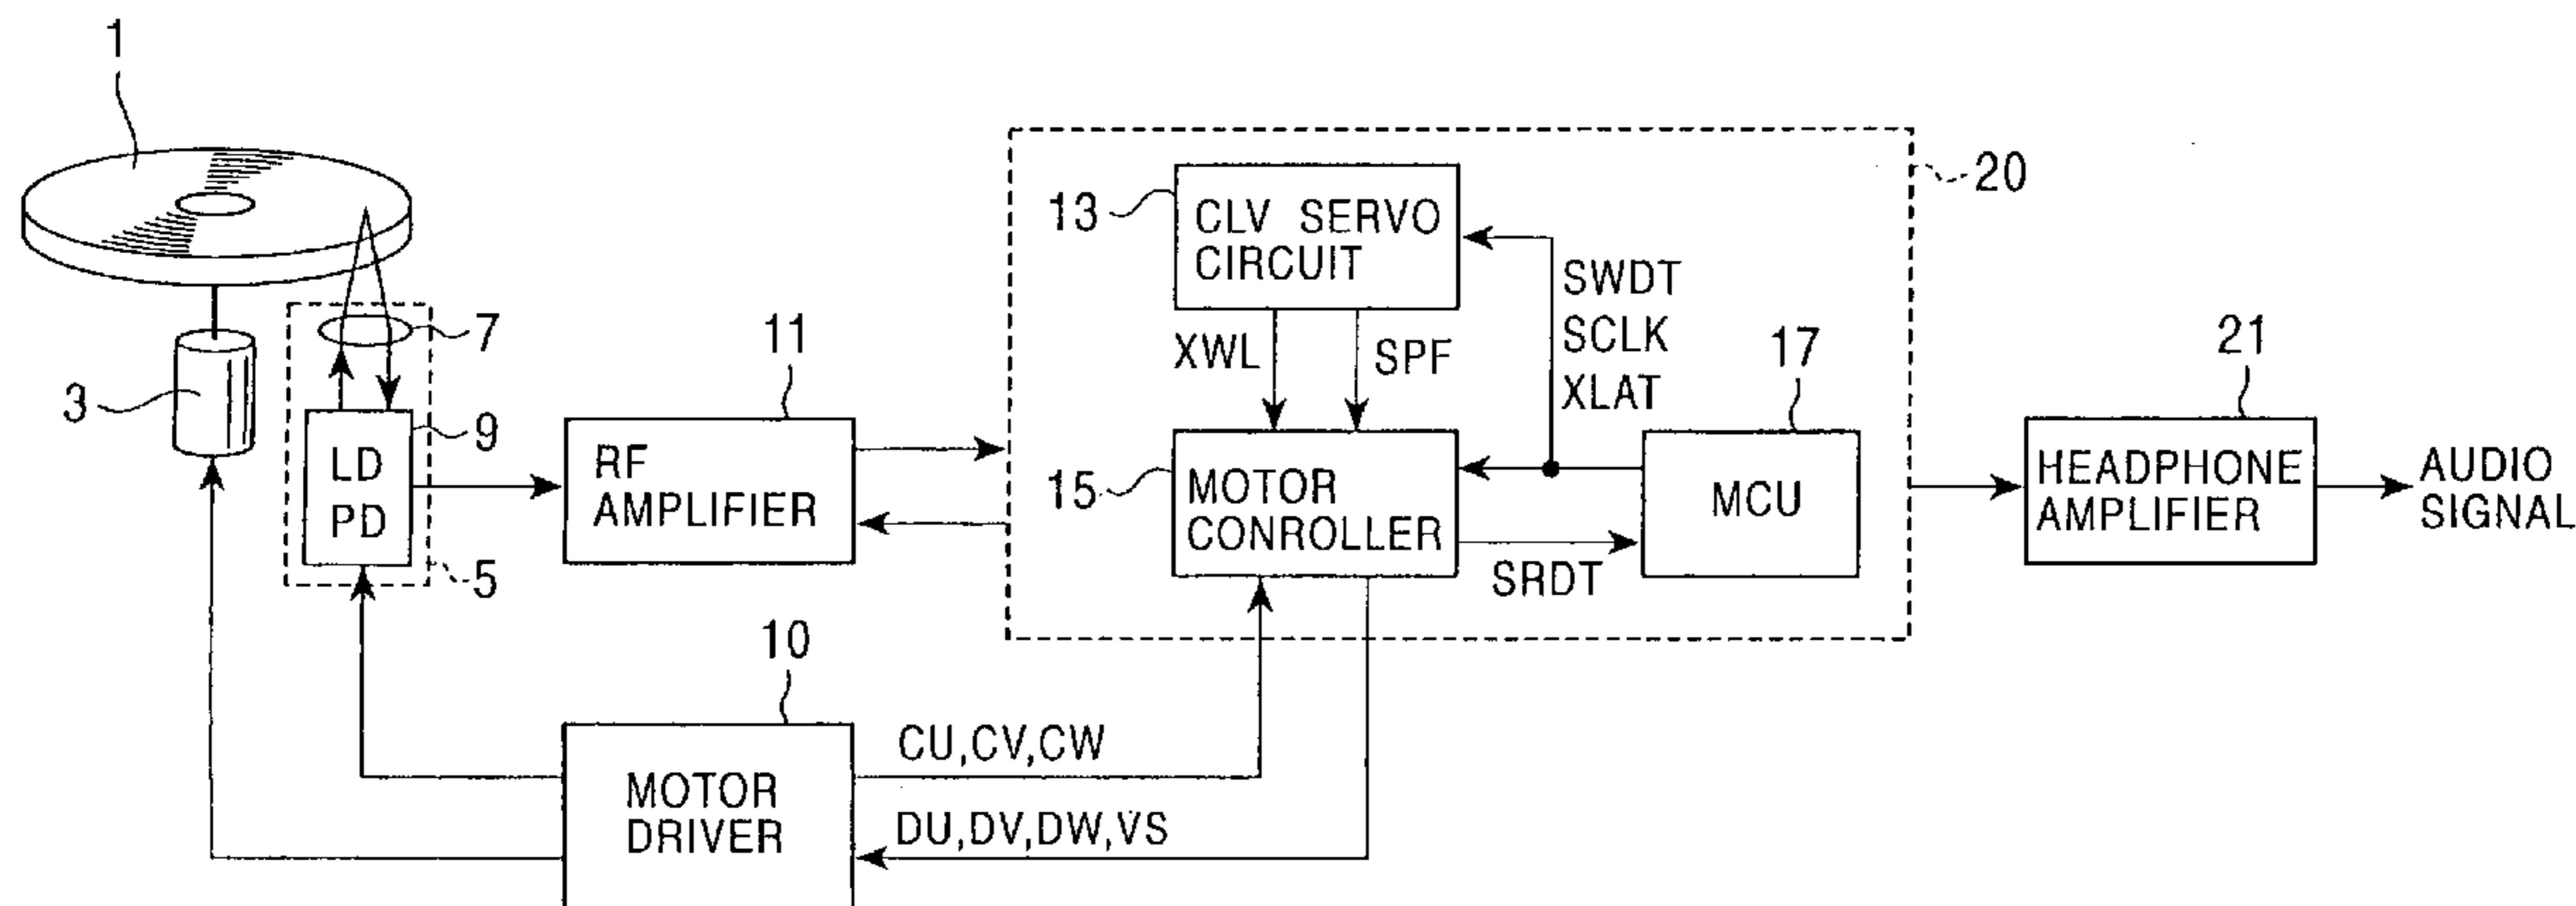 1
20
13
CLV SERVO
CIRCUIT
SWDT
SCLK
XLAT
7
11
XWL
SPF
17
21
3
9
LD
PD
RF
AMPLIFIER
15
MOTOR
CONROLLER
MCU
HEADPHONE
AMPLIFIER
AUDIO
SIGNAL
5
SRDT
10
CU,CV,CW
MOTOR
DRIVER
DU,DV,DW,VS